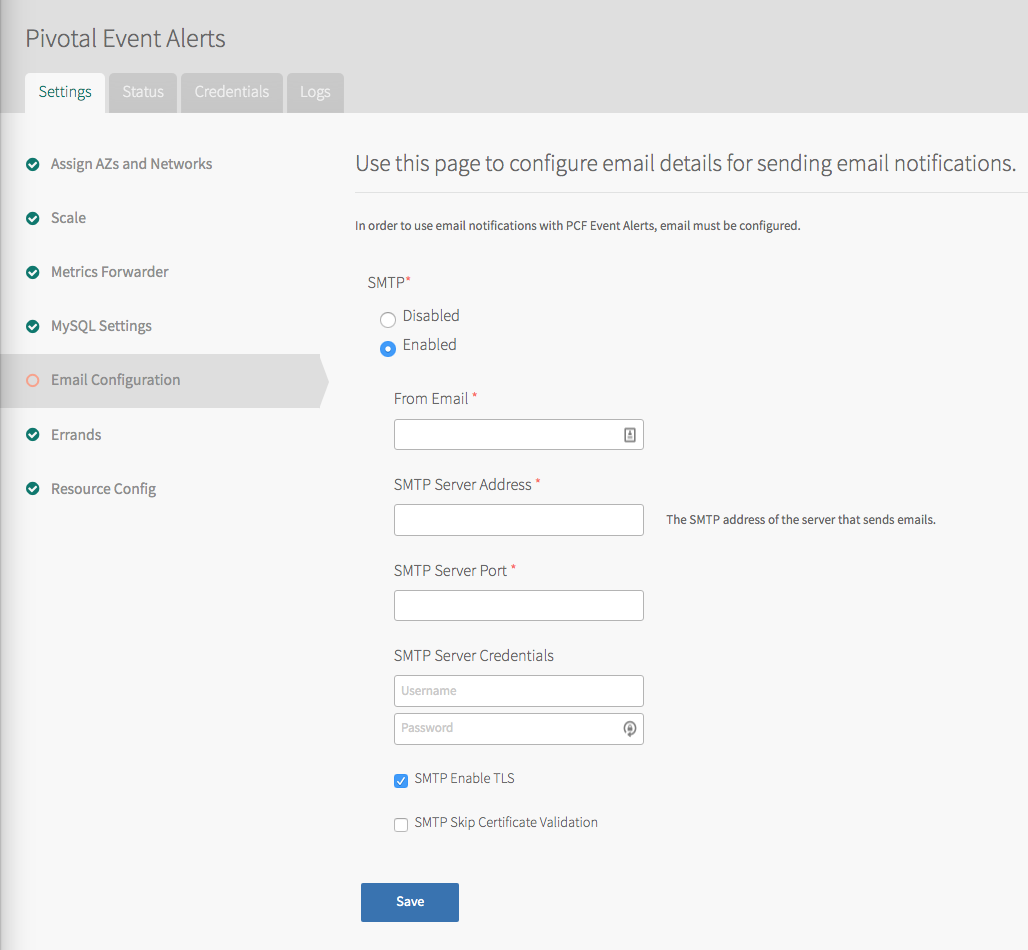 Pivotal Event Alerts
Settings
Status
Credentials
Logs
Assign AZs and Networks
Scale
Metrics Forwarder
MySQL Settings
Email Configuration
Errands
Resource Config
Use this page to configure email details for sending email notifications.
In order to use email notifications with PCF Event Alerts, email must be configured.
SMTP*
Disabled
Enabled
From Email *
SMTP Server Address *
The SMTP address of the server that sends emails.
SMTP Server Port *
SMTP Server Credentials
Username
Password
SMTP Enable TLS
SMTP Skip Certificate Validation
Save